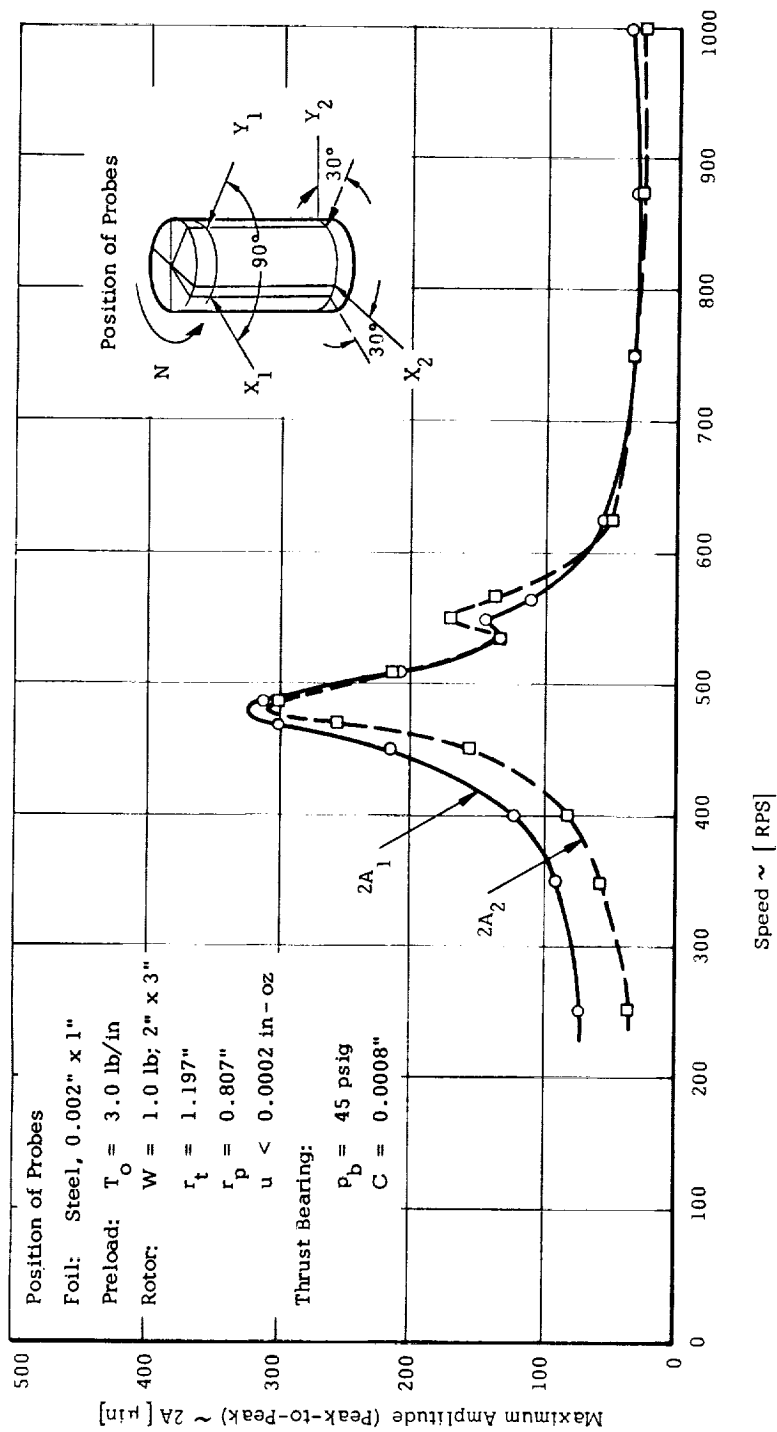 Maximum Amplitude (Peak-to-Peak) ~ 2A [ µin]
500
400
300
200
100
0
Position of Probes
Foil: Steel, 0.002" x 1"
Preload: T_o = 3.0 lb/in
Rotor: W = 1.0 lb; 2" x 3"
r_t = 1.197"
r_p = 0.807"
u < 0.0002 in-oz
Thrust Bearing:
p_b = 45 psig
C = 0.0008"
2A_1
2A_2
Position of Probes
N
X_1
Y_1
90°
Y_2
30°
30°
X_2
0
100
200
300
400
500
600
700
800
900
1000
Speed ~ [ RPS]